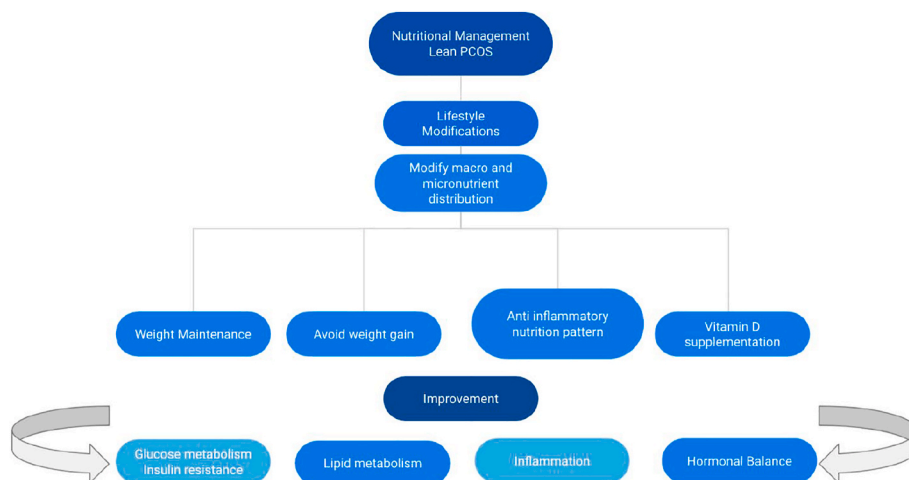 Nutritional Management
Lean PCOS
Lifestyle
Modifications
Modify macro and
micronutrient
distribution
Weight Maintenance
Avoid weight gain
Anti inflammatory
nutrition pattern
Vitamin D
supplementation
Improvement
Glucose metabolism
Insulin resistance
Lipid metabolism
Inflammation
Hormonal Balance